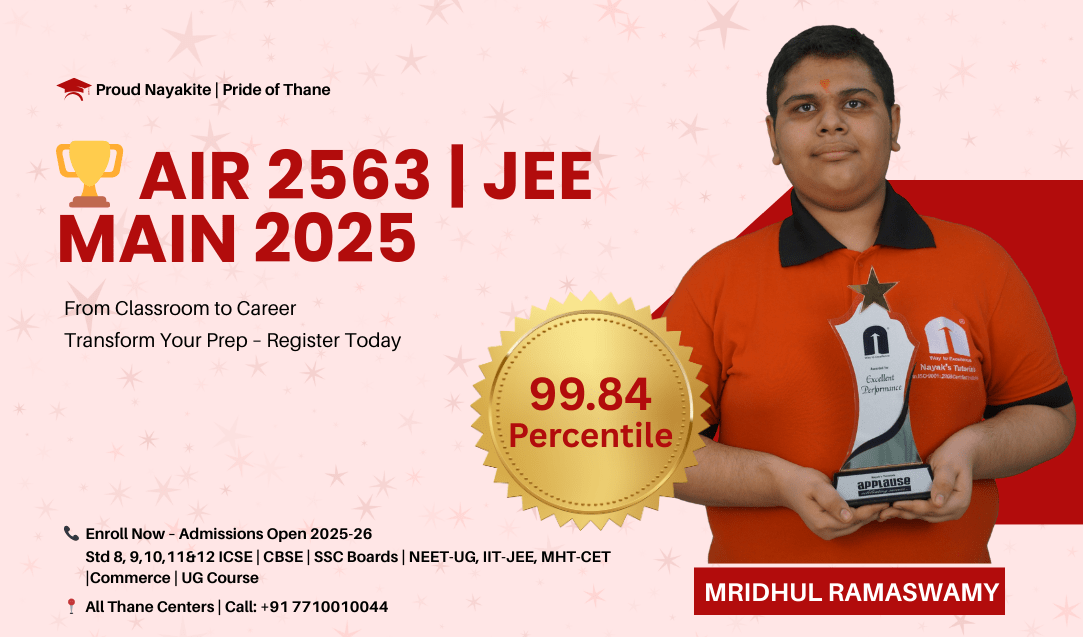 Proud Nayakite | Pride of Thane
AIR 2563 | JEE
MAIN 2025
From Classroom to Career
Transform Your Prep – Register Today
99.84
Percentile
Excellent
Performance
APPLAUSE
Way to Excellence
Nayak's Tutorials
Enroll Now – Admissions Open 2025-26
Std 8, 9,10,11&12 ICSE | CBSE | SSC Boards | NEET-UG, IIT-JEE, MHT-CET
|Commerce | UG Course
All Thane Centers | Call: +91 7710010044
MRIDHUL RAMASWAMY